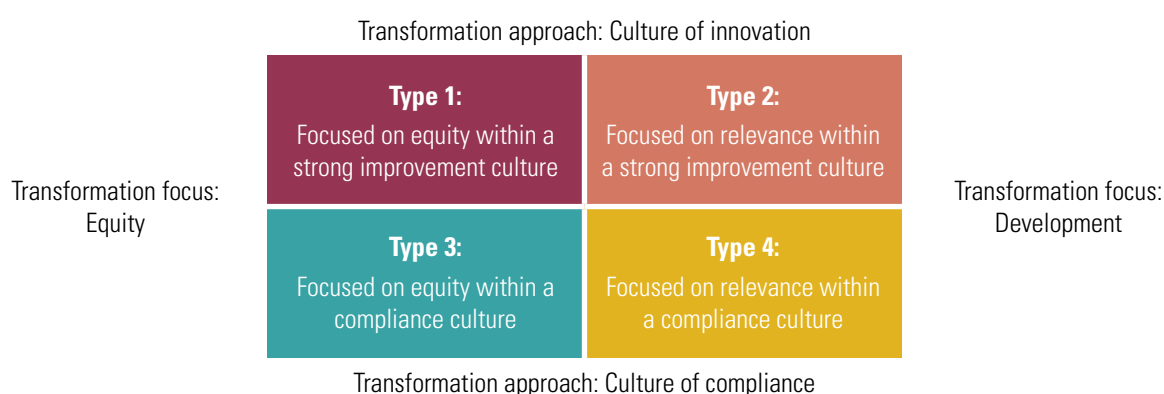 Transformation approach: Culture of innovation
Type 1:
Focused on equity within a
strong improvement culture
Type 2:
Focused on relevance within
a strong improvement culture
Transformation focus:
Equity
Transformation focus:
Development
Type 3:
Focused on equity within a
compliance culture
Type 4:
Focused on relevance within
a compliance culture
Transformation approach: Culture of compliance